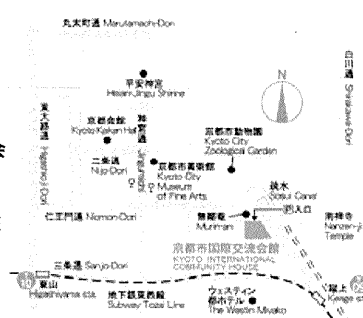 丸太町通 Marutamachi-Dori
白川通 Shirakawa-Dori
N
平安神宮
Heian-Jingu Shrine
東大路通 Higashioji-Dori
京都会館
Kyoto Kaikan Hall
神宮道 Jingumichi
京都市動物園
Kyoto City
Zoological Garden
二条通
Nijo-Dori
京都市美術館
Kyoto City
Museum
of Fine Arts
疏水
Sosui Canal
仁王門通 Niomon-Dori
無鄰菴
Murinan
入口
南禅寺
Nanzen-ji
Temple
京都市国際交流会館
KYOTO INTERNATIONAL
COMMUNITY HOUSE
三条通 Sanjo-Dori
東山
Higashiyama sta.
地下鉄東西線
Subway Tozai Line
ウェスティン
都ホテル
The Westin Miyako
蹴上
Keage sta